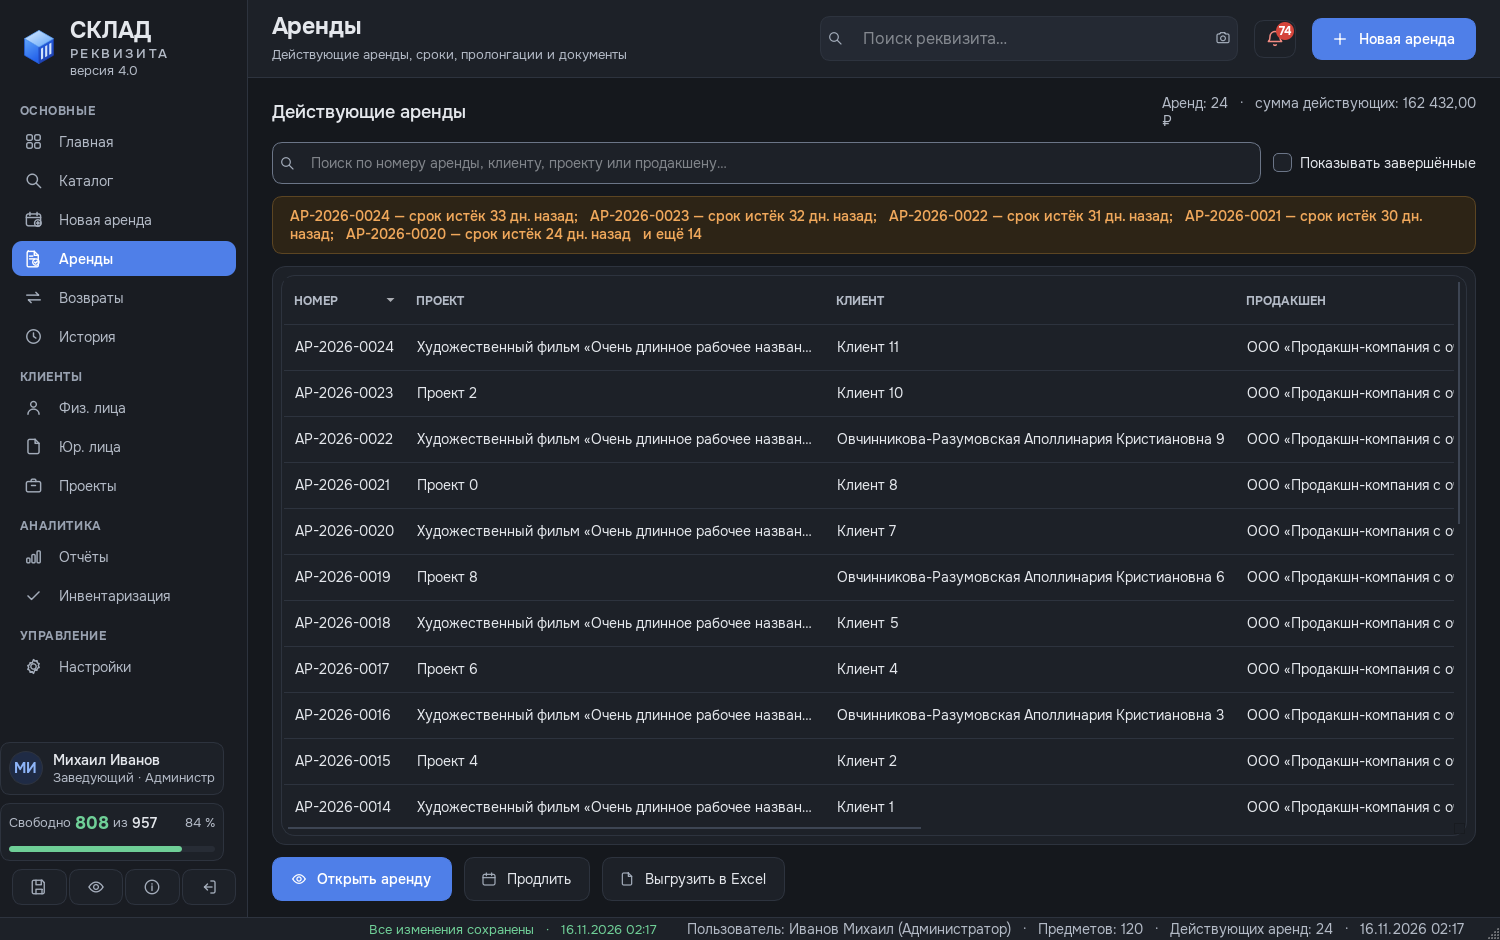 СКЛАД
РЕКВИЗИТА
версия 4.0
ОСНОВНЫЕ
Главная
Каталог
Новая аренда
Аренды
Возвраты
История
КЛИЕНТЫ
Физ. лица
Юр. лица
Проекты
АНАЛИТИКА
Отчёты
Инвентаризация
УПРАВЛЕНИЕ
Настройки
МИ
Михаил Иванов
Заведующий · Администр
Свободно 808 из 957 84 %
Аренды
Действующие аренды, сроки, пролонгации и документы
Поиск реквизита...
74
Новая аренда
Действующие аренды
Аренд: 24 · сумма действующих: 162 432,00
₽
Поиск по номеру аренды, клиенту, проекту или продакшену...
Показывать завершённые
АР-2026-0024 — срок истёк 33 дн. назад; АР-2026-0023 — срок истёк 32 дн. назад; АР-2026-0022 — срок истёк 31 дн. назад; АР-2026-0021 — срок истёк 30 дн.
назад; АР-2026-0020 — срок истёк 24 дн. назад и ещё 14
НОМЕР ПРОЕКТ КЛИЕНТ ПРОДАКШЕН
АР-2026-0024 Художественный фильм «Очень длинное рабочее назван... Клиент 11 ООО «Продакшн-компания с о
АР-2026-0023 Проект 2 Клиент 10 ООО «Продакшн-компания с о
АР-2026-0022 Художественный фильм «Очень длинное рабочее назван... Овчинникова-Разумовская Аполлинария Кристиановна 9 ООО «Продакшн-компания с о
АР-2026-0021 Проект 0 Клиент 8 ООО «Продакшн-компания с о
АР-2026-0020 Художественный фильм «Очень длинное рабочее назван... Клиент 7 ООО «Продакшн-компания с о
АР-2026-0019 Проект 8 Овчинникова-Разумовская Аполлинария Кристиановна 6 ООО «Продакшн-компания с о
АР-2026-0018 Художественный фильм «Очень длинное рабочее назван... Клиент 5 ООО «Продакшн-компания с о
АР-2026-0017 Проект 6 Клиент 4 ООО «Продакшн-компания с о
АР-2026-0016 Художественный фильм «Очень длинное рабочее назван... Овчинникова-Разумовская Аполлинария Кристиановна 3 ООО «Продакшн-компания с о
АР-2026-0015 Проект 4 Клиент 2 ООО «Продакшн-компания с о
АР-2026-0014 Художественный фильм «Очень длинное рабочее назван... Клиент 1 ООО «Продакшн-компания с о
Открыть аренду
Продлить
Выгрузить в Excel
Все изменения сохранены · 16.11.2026 02:17 Пользователь: Иванов Михаил (Администратор) · Предметов: 120 · Действующих аренд: 24 · 16.11.2026 02:17